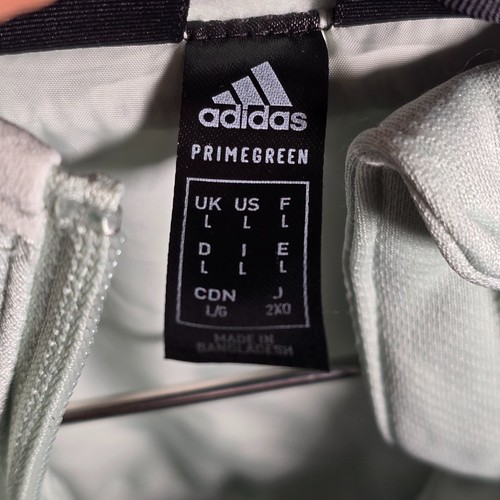 adidas
PRIMEGREEN
UK US F
L L L
D I E
L L L
CDN J
L/G 2XO
MADE IN
BANGLADESH